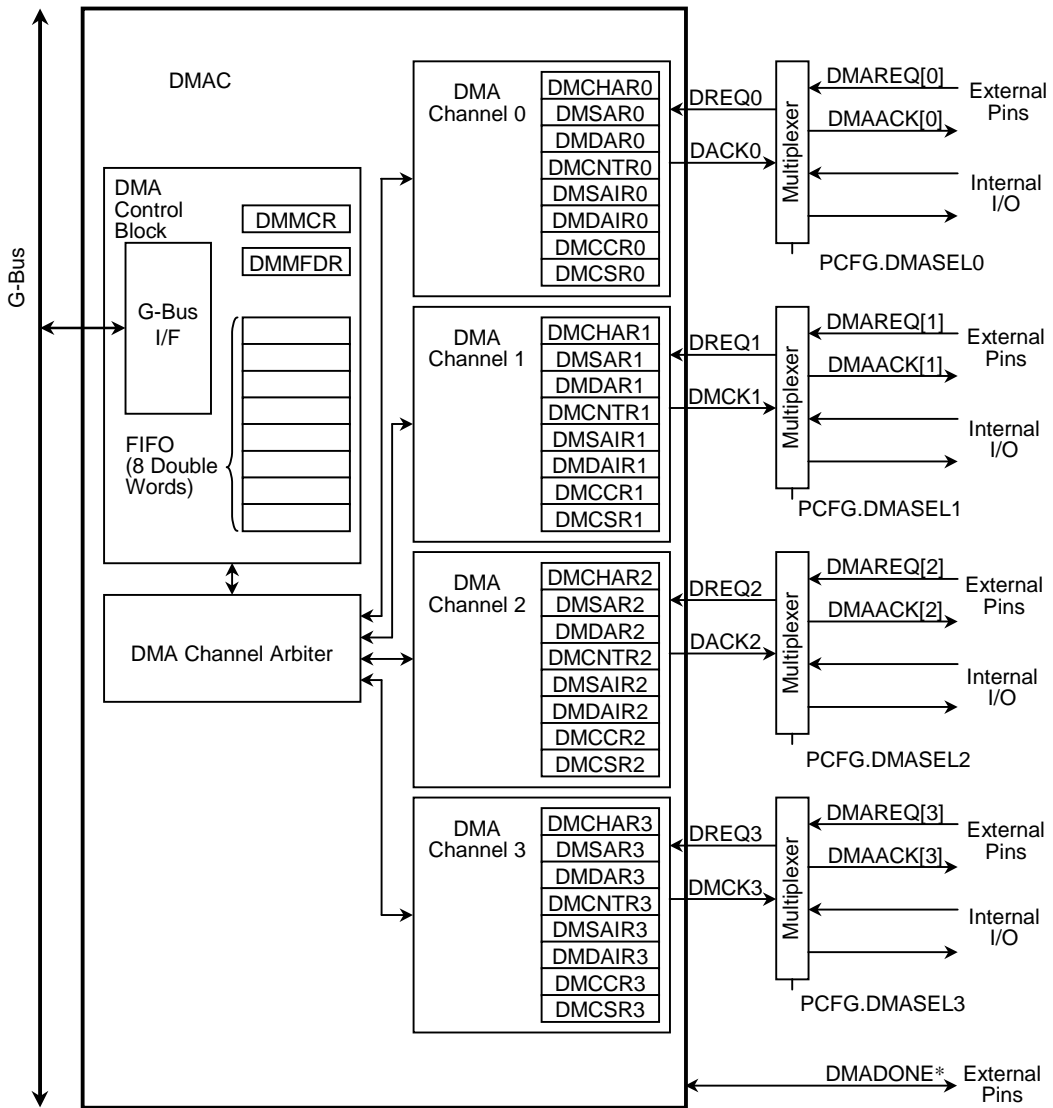 G-Bus
DMAC
DMA
Control
Block
DMMCR
DMMFDR
G-Bus
I/F
FIFO
(8 Double
Words)
DMA Channel Arbiter
DMA
Channel 0
DMCHAR0
DMSAR0
DMDAR0
DMCNTR0
DMSAIR0
DMDAIR0
DMCCR0
DMCSR0
DREQ0
DACK0
Multiplexer
DMAREQ[0]
DMAACK[0]
External
Pins
Internal
I/O
PCFG.DMASEL0
DMA
Channel 1
DMCHAR1
DMSAR1
DMDAR1
DMCNTR1
DMSAIR1
DMDAIR1
DMCCR1
DMCSR1
DREQ1
DMCK1
Multiplexer
DMAREQ[1]
DMAACK[1]
External
Pins
Internal
I/O
PCFG.DMASEL1
DMA
Channel 2
DMCHAR2
DMSAR2
DMDAR2
DMCNTR2
DMSAIR2
DMDAIR2
DMCCR2
DMCSR2
DREQ2
DACK2
Multiplexer
DMAREQ[2]
DMAACK[2]
External
Pins
Internal
I/O
PCFG.DMASEL2
DMA
Channel 3
DMCHAR3
DMSAR3
DMDAR3
DMCNTR3
DMSAIR3
DMDAIR3
DMCCR3
DMCSR3
DREQ3
DMCK3
Multiplexer
DMAREQ[3]
DMAACK[3]
External
Pins
Internal
I/O
PCFG.DMASEL3
DMADONE*
External
Pins